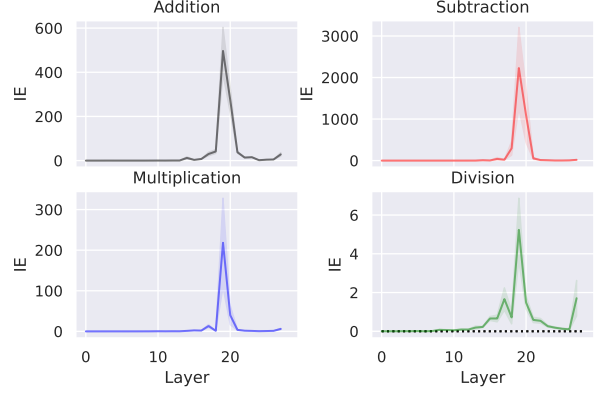 Addition
Subtraction
600
400
200
0
IE
3000
2000
1000
0
IE
Multiplication
Division
300
200
100
0
IE
6
4
2
0
IE
0 10 20
0 10 20
Layer
Layer